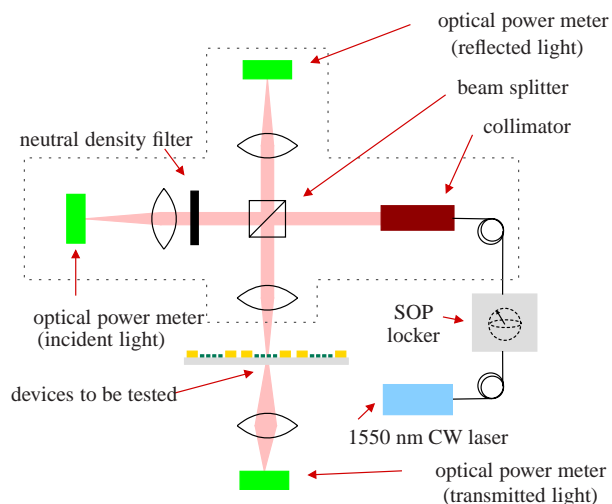 optical power meter
(reflected light)
beam splitter
collimator
neutral density filter
optical power meter
(incident light)
SOP
locker
devices to be tested
1550 nm CW laser
optical power meter
(transmitted light)